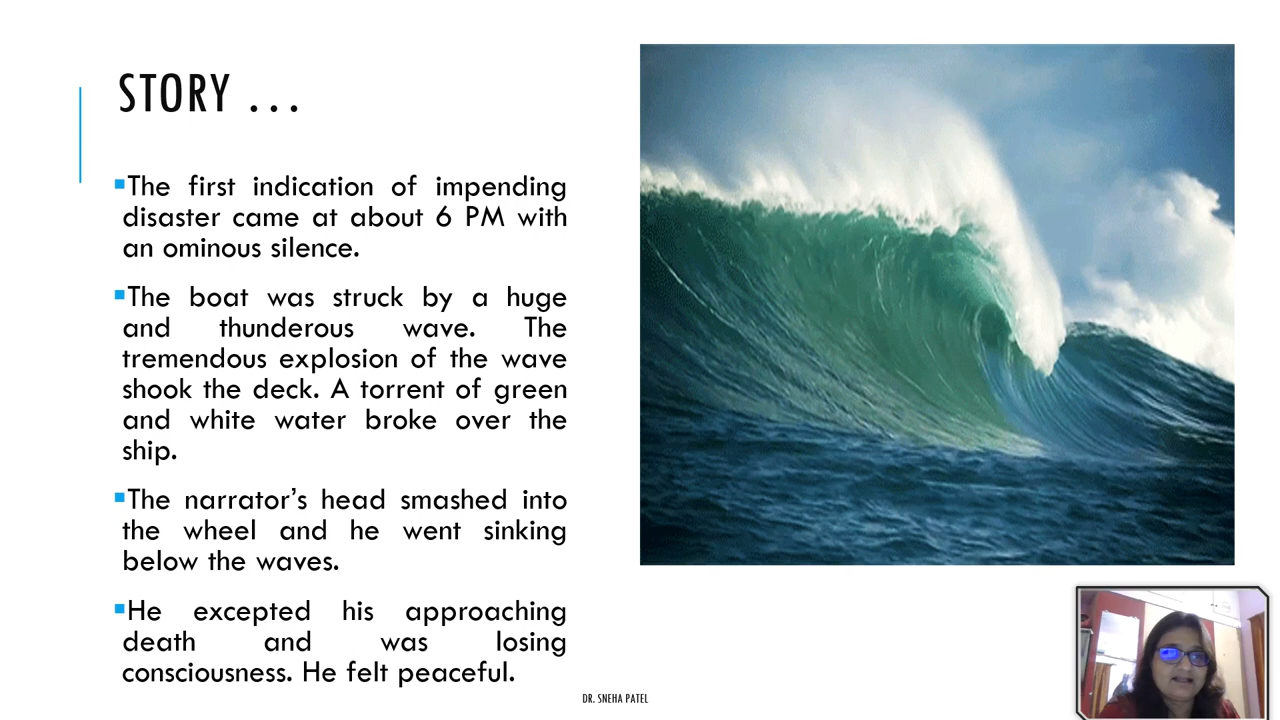 STORY ...
▪The first indication of impending
disaster came at about 6 PM with
an ominous silence.
▪The boat was struck by a huge
and thunderous wave. The
tremendous explosion of the wave
shook the deck. A torrent of green
and white water broke over the
ship.
▪The narrator’s head smashed into
the wheel and he went sinking
below the waves.
▪He excepted his approaching
death and was losing
consciousness. He felt peaceful.
DR. SNEHA PATEL